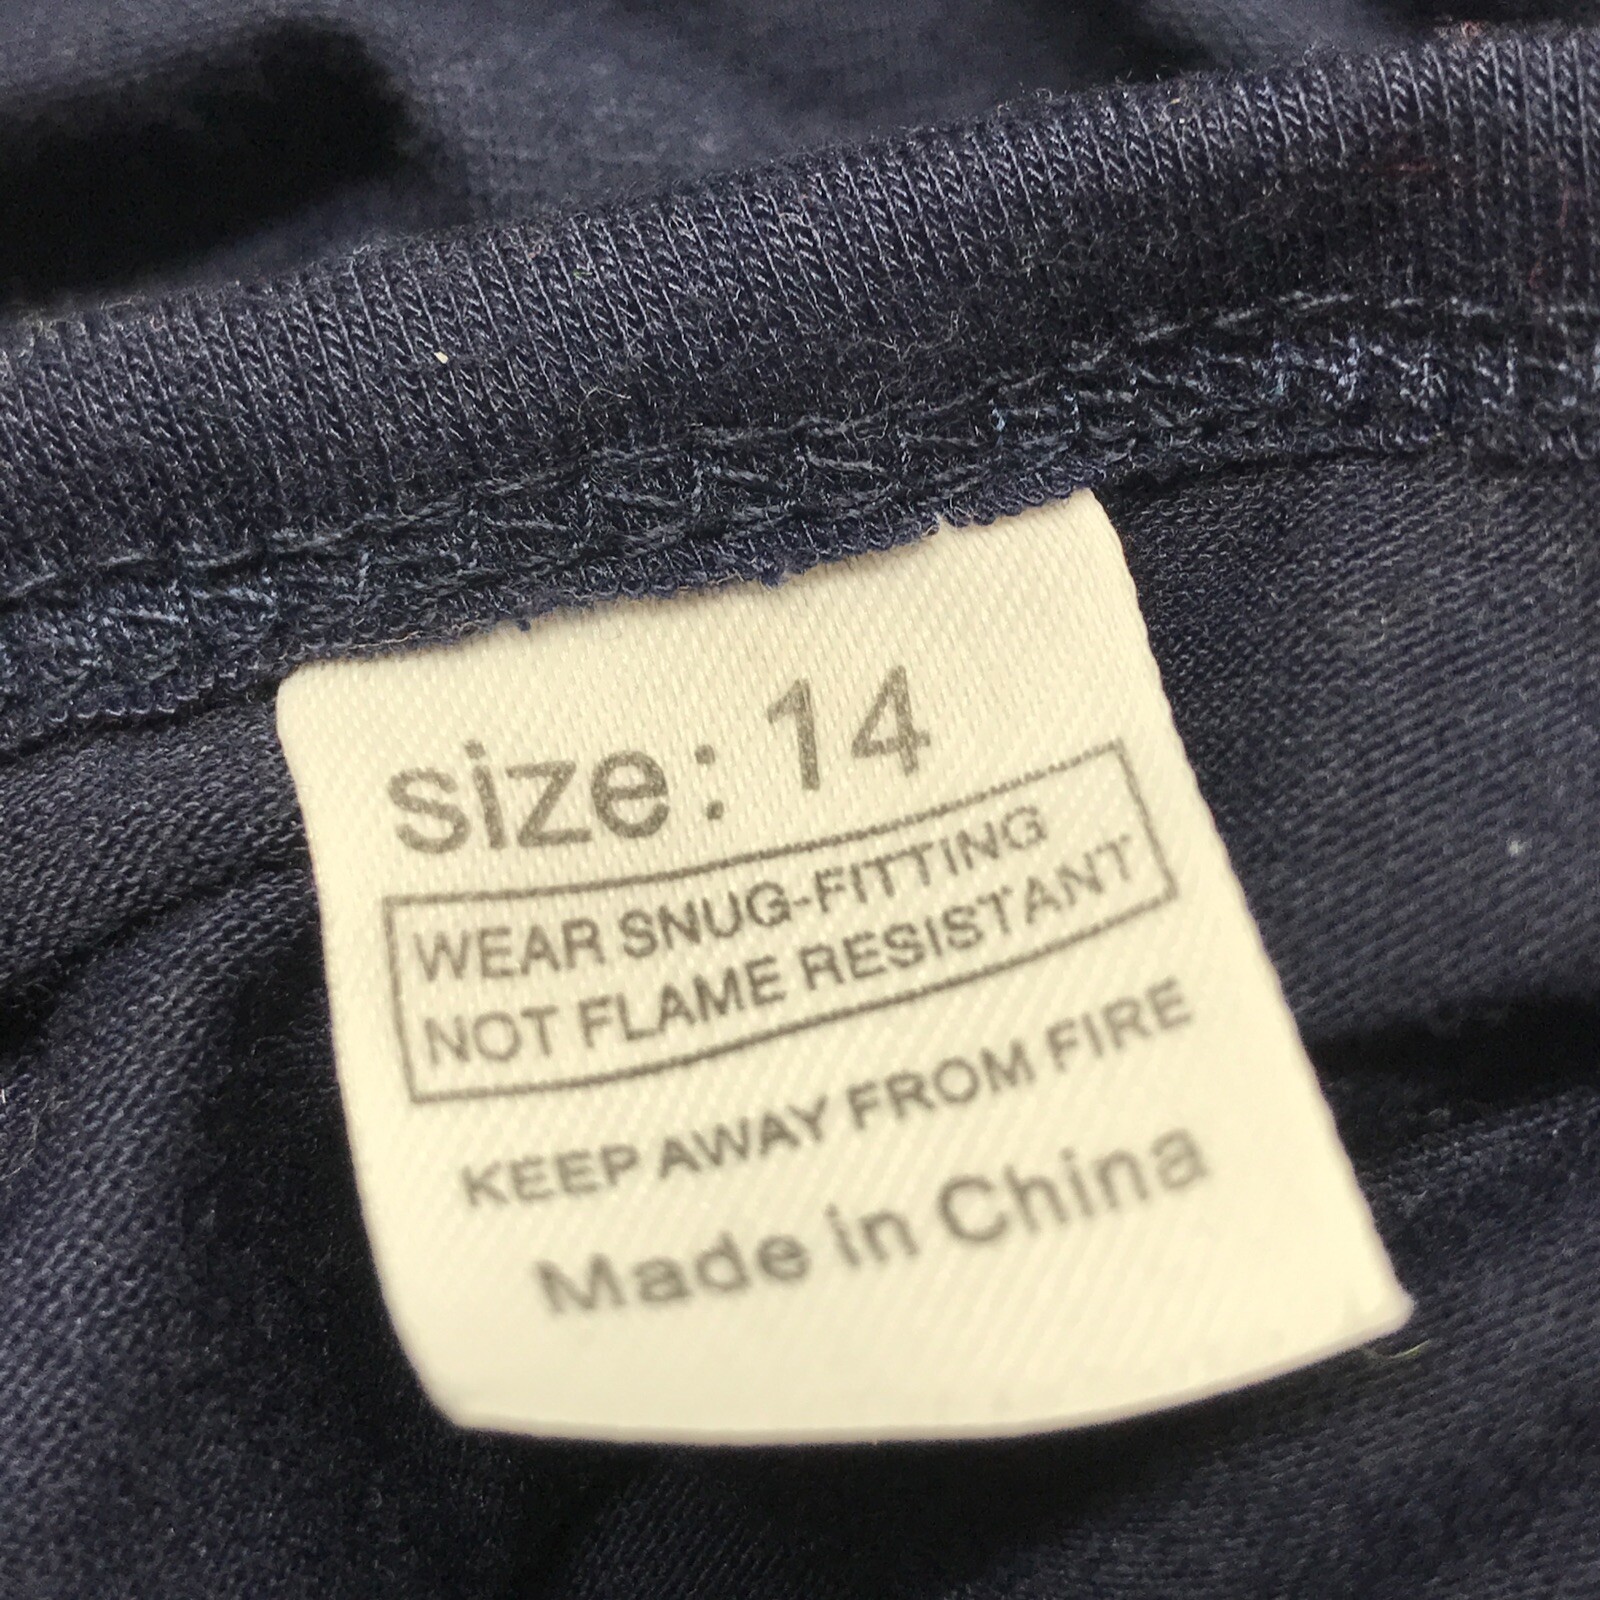 size: 14
WEAR SNUG-FITTING
NOT FLAME RESISTANT
KEEP AWAY FROM FIRE
Made in China